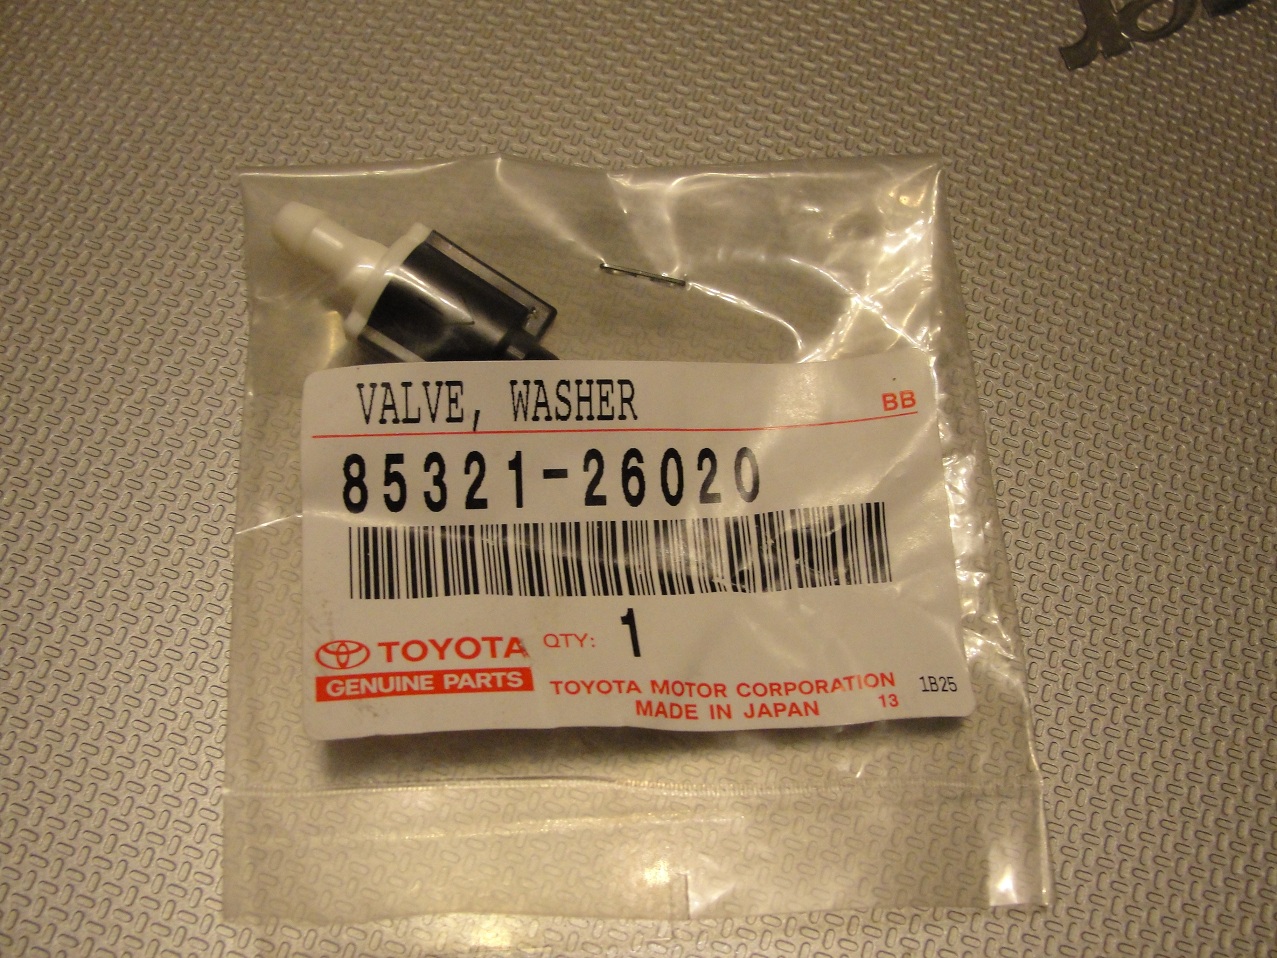 VALVE, WASHER BB
85321-26020
TOYOTA QTY: 1
GENUINE PARTS
TOYOTA MOTOR CORPORATION 1B25
MADE IN JAPAN 13